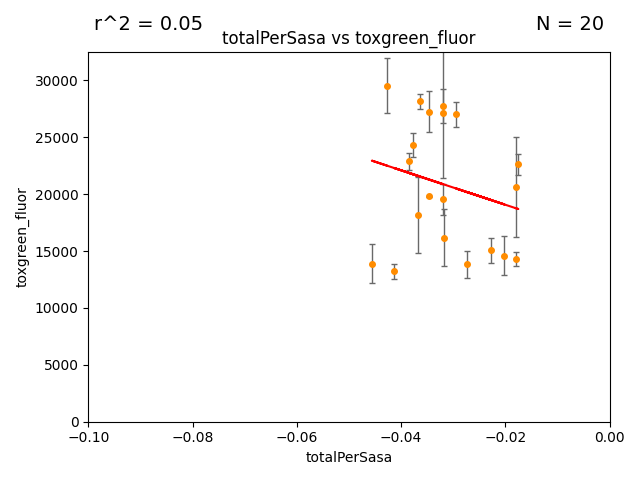 r^2 = 0.05
N = 20
totalPerSasa vs toxgreen_fluor
30000
25000
20000
15000
10000
5000
0
toxgreen_fluor
−0.10
−0.08
−0.06
−0.04
−0.02
0.00
totalPerSasa